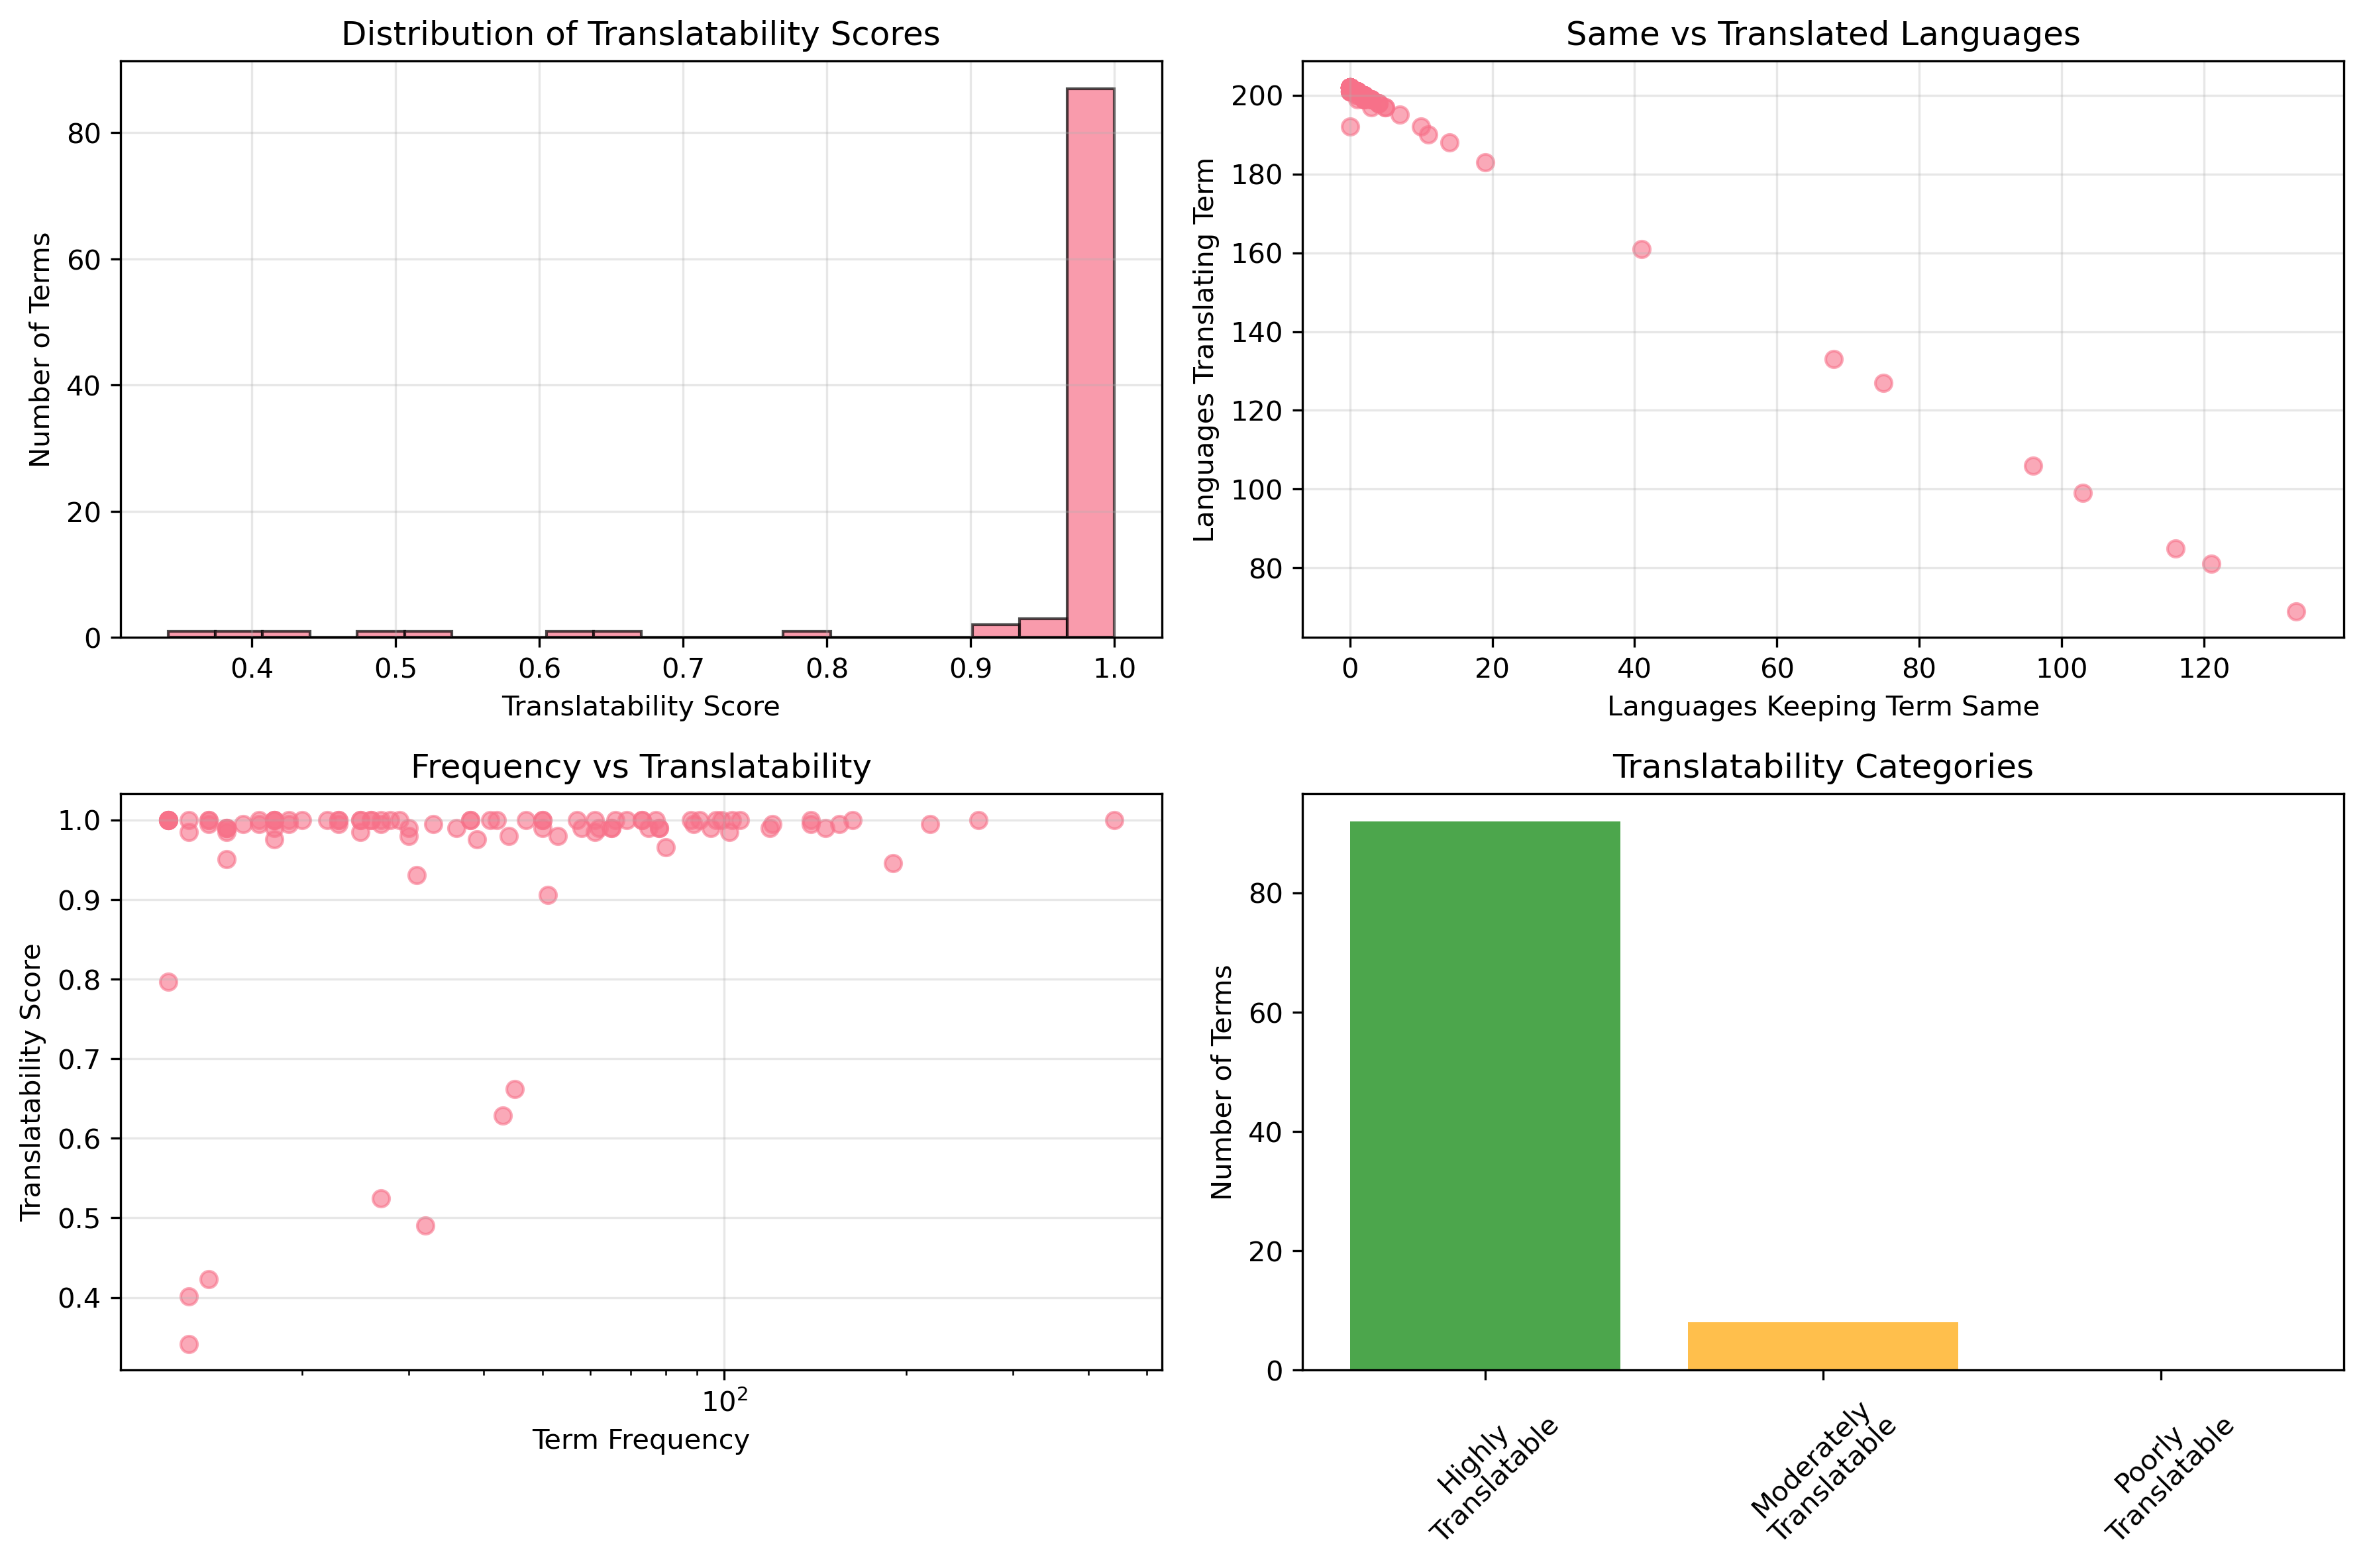 Distribution of Translatability Scores
Number of Terms
80
60
40
20
0
0.4 0.5 0.6 0.7 0.8 0.9 1.0
Translatability Score
Same vs Translated Languages
Languages Translating Term
200
180
160
140
120
100
80
0 20 40 60 80 100 120
Languages Keeping Term Same
Frequency vs Translatability
Translatability Score
1.0
0.9
0.8
0.7
0.6
0.5
0.4
10²
Term Frequency
Translatability Categories
Number of Terms
80
60
40
20
0
Highly
Translatable
Moderately
Translatable
Poorly
Translatable